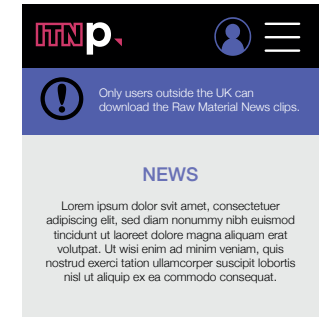 ITN P.
Only users outside the UK can
download the Raw Material News clips.
NEWS
Lorem ipsum dolor svit amet, consectetuer
adipiscing elit, sed diam nonummy nibh euismod
tincidunt ut laoreet dolore magna aliquam erat
volutpat. Ut wisi enim ad minim veniam, quis
nostrud exerci tation ullamcorper suscipit lobortis
nisl ut aliquip ex ea commodo consequat.